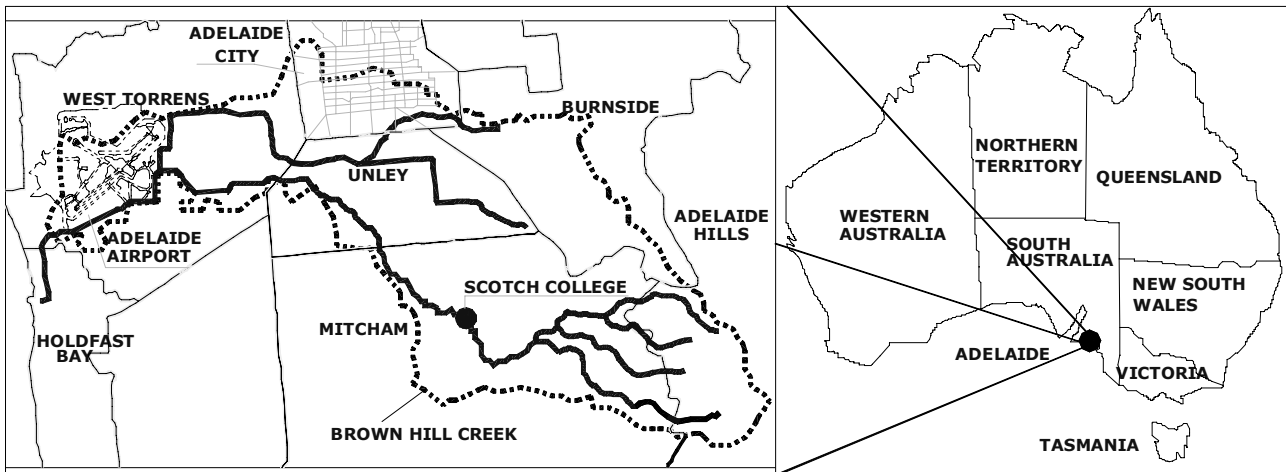 ADELAIDE
CITY
WEST TORRENS
BURNSIDE
UNLEY
ADELAIDE
HILLS
ADELAIDE
AIRPORT
SCOTCH COLLEGE
MITCHAM
HOLDFAST
BAY
BROWN HILL CREEK
NORTHERN
TERRITORY
QUEENSLAND
WESTERN
AUSTRALIA
SOUTH
AUSTRALIA
NEW SOUTH
WALES
ADELAIDE
VICTORIA
TASMANIA